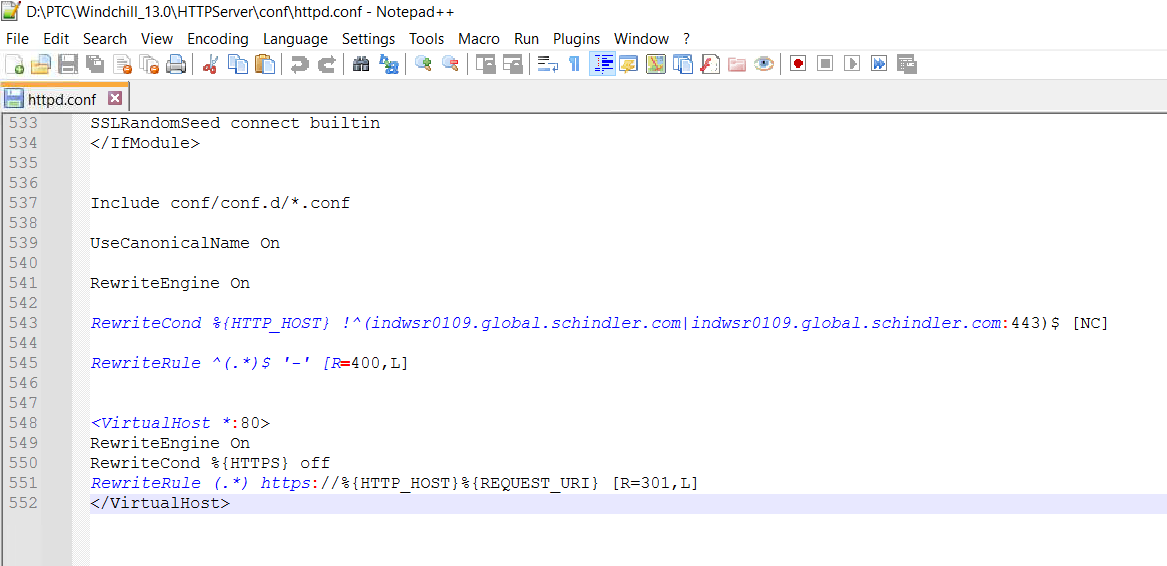 D:\PTC\Windchill_13.0\HTTPServer\conf\httpd.conf - Notepad++
File Edit Search View Encoding Language Settings Tools Macro Run Plugins Window ?
httpd.conf
533 SSLRandomSeed connect builtin
534 </IfModule>
535
536
537 Include conf/conf.d/*.conf
538
539 UseCanonicalName On
540
541 RewriteEngine On
542
543 RewriteCond %{HTTP_HOST} !^(indwsr0109.global.schindler.com|indwsr0109.global.schindler.com:443)$ [NC]
544
545 RewriteRule ^(.*)$ '-' [R=400,L]
546
547
548 <VirtualHost *:80>
549 RewriteEngine On
550 RewriteCond %{HTTPS} off
551 RewriteRule (.*) https://%{HTTP_HOST}%{REQUEST_URI} [R=301,L]
552 </VirtualHost>